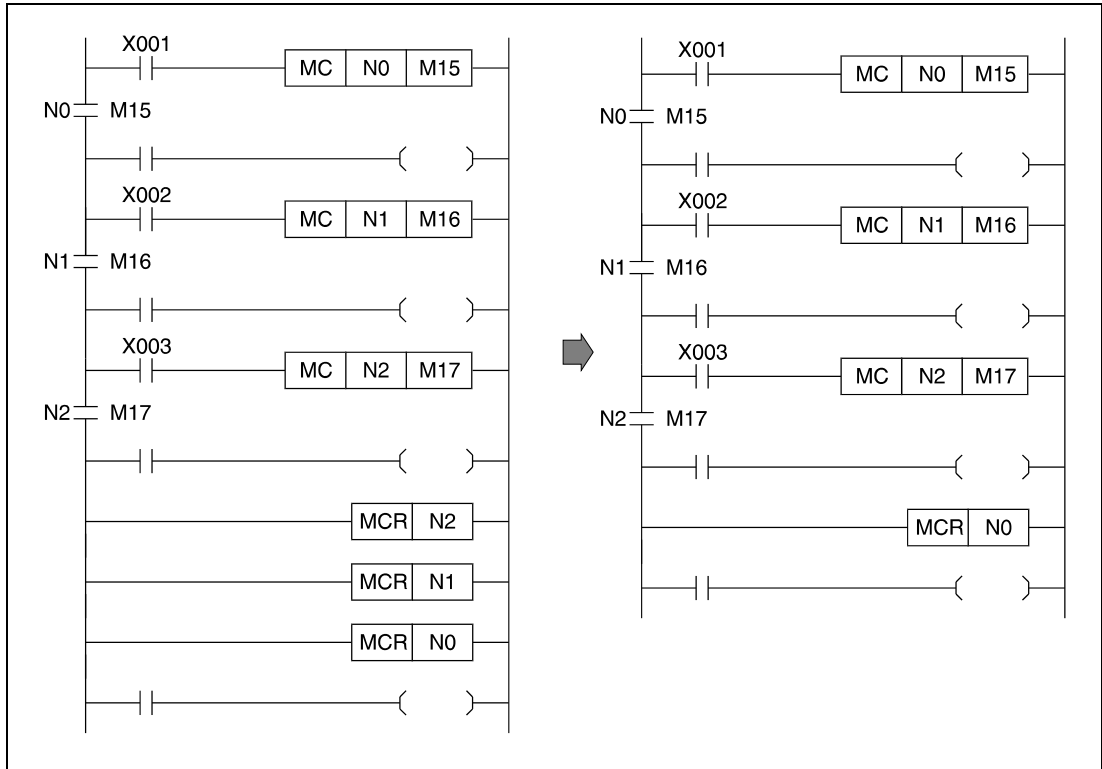 X001
MC N0 M15
N0 M15
X002
MC N1 M16
N1 M16
X003
MC N2 M17
N2 M17
MCR N2
MCR N1
MCR N0
X001
MC N0 M15
N0 M15
X002
MC N1 M16
N1 M16
X003
MC N2 M17
N2 M17
MCR N0